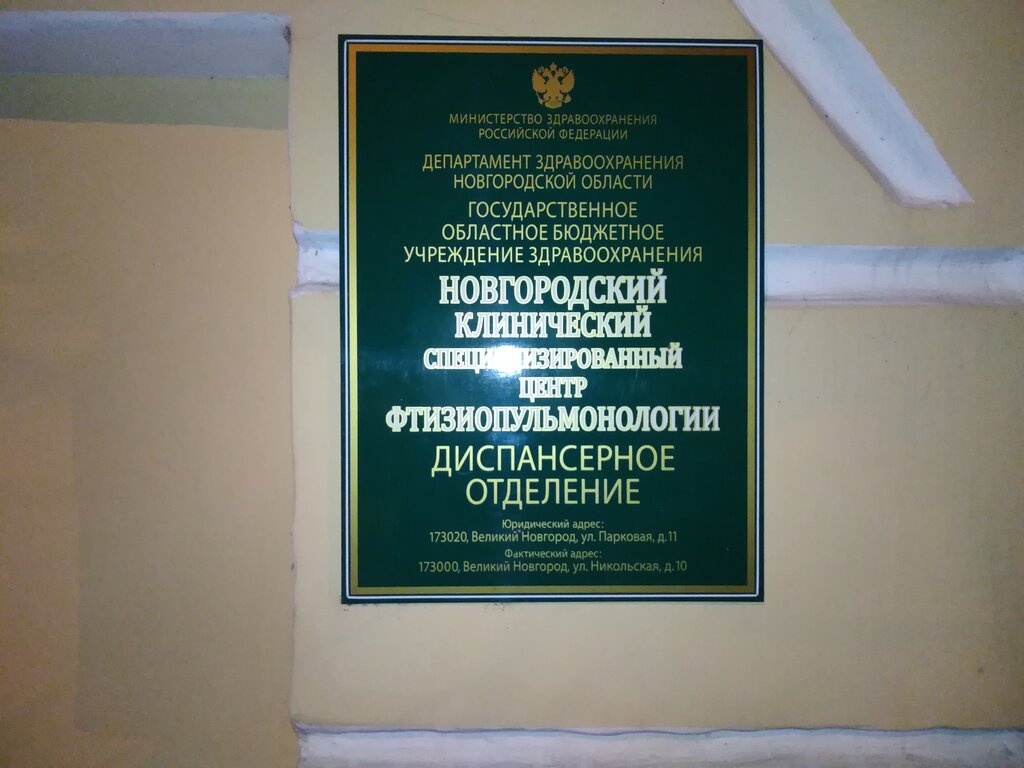 МИНИСТЕРСТВО ЗДРАВООХРАНЕНИЯ
РОССИЙСКОЙ ФЕДЕРАЦИИ
ДЕПАРТАМЕНТ ЗДРАВООХРАНЕНИЯ
НОВГОРОДСКОЙ ОБЛАСТИ
ГОСУДАРСТВЕННОЕ
ОБЛАСТНОЕ БЮДЖЕТНОЕ
УЧРЕЖДЕНИЕ ЗДРАВООХРАНЕНИЯ
НОВГОРОДСКИЙ
КЛИНИЧЕСКИЙ
СПЕЦИАЛИЗИРОВАННЫЙ
ЦЕНТР
ФТИЗИОПУЛЬМОНОЛОГИИ
ДИСПАНСЕРНОЕ
ОТДЕЛЕНИЕ
Юридический адрес:
173020, Великий Новгород, ул. Парковая, д.11
Фактический адрес:
173000, Великий Новгород, ул. Никольская, д.10